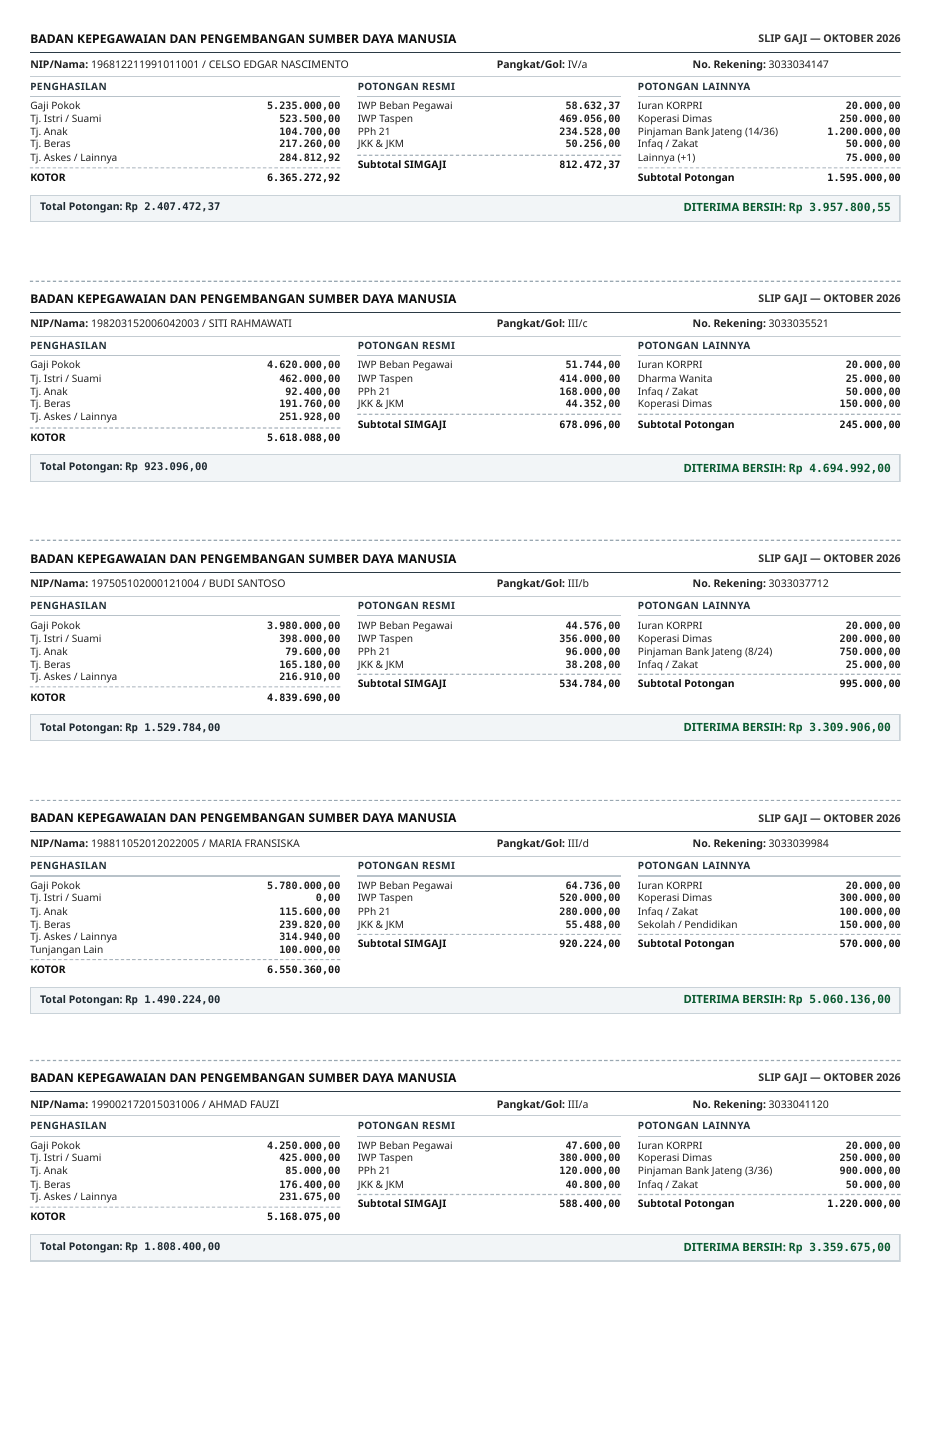 BADAN KEPEGAWAIAN DAN PENGEMBANGAN SUMBER DAYA MANUSIA SLIP GAJI — OKTOBER 2026
NIP/Nama: 196812211991011001 / CELSO EDGAR NASCIMENTO Pangkat/Gol: IV/a No. Rekening: 3033034147
PENGHASILAN POTONGAN RESMI POTONGAN LAINNYA
Gaji Pokok 5.235.000,00 IWP Beban Pegawai 58.632,37 Iuran KORPRI 20.000,00
Tj. Istri / Suami 523.500,00 IWP Taspen 469.056,00 Koperasi Dimas 250.000,00
Tj. Anak 104.700,00 PPh 21 234.528,00 Pinjaman Bank Jateng (14/36) 1.200.000,00
Tj. Beras 217.260,00 JKK & JKM 50.256,00 Infaq / Zakat 50.000,00
Tj. Askes / Lainnya 284.812,92 Subtotal SIMGAJI 812.472,37 Lainnya (+1) 75.000,00
KOTOR 6.365.272,92 Subtotal Potongan 1.595.000,00
Total Potongan: Rp 2.407.472,37 DITERIMA BERSIH: Rp 3.957.800,55
BADAN KEPEGAWAIAN DAN PENGEMBANGAN SUMBER DAYA MANUSIA SLIP GAJI — OKTOBER 2026
NIP/Nama: 198203152006042003 / SITI RAHMAWATI Pangkat/Gol: III/c No. Rekening: 3033035521
PENGHASILAN POTONGAN RESMI POTONGAN LAINNYA
Gaji Pokok 4.620.000,00 IWP Beban Pegawai 51.744,00 Iuran KORPRI 20.000,00
Tj. Istri / Suami 462.000,00 IWP Taspen 414.000,00 Dharma Wanita 25.000,00
Tj. Anak 92.400,00 PPh 21 168.000,00 Infaq / Zakat 50.000,00
Tj. Beras 191.760,00 JKK & JKM 44.352,00 Koperasi Dimas 150.000,00
Tj. Askes / Lainnya 251.928,00 Subtotal SIMGAJI 678.096,00 Subtotal Potongan 245.000,00
KOTOR 5.618.088,00
Total Potongan: Rp 923.096,00 DITERIMA BERSIH: Rp 4.694.992,00
BADAN KEPEGAWAIAN DAN PENGEMBANGAN SUMBER DAYA MANUSIA SLIP GAJI — OKTOBER 2026
NIP/Nama: 197505102000121004 / BUDI SANTOSO Pangkat/Gol: III/b No. Rekening: 3033037712
PENGHASILAN POTONGAN RESMI POTONGAN LAINNYA
Gaji Pokok 3.980.000,00 IWP Beban Pegawai 44.576,00 Iuran KORPRI 20.000,00
Tj. Istri / Suami 398.000,00 IWP Taspen 356.000,00 Koperasi Dimas 200.000,00
Tj. Anak 79.600,00 PPh 21 96.000,00 Pinjaman Bank Jateng (8/24) 750.000,00
Tj. Beras 165.180,00 JKK & JKM 38.208,00 Infaq / Zakat 25.000,00
Tj. Askes / Lainnya 216.910,00 Subtotal SIMGAJI 534.784,00 Subtotal Potongan 995.000,00
KOTOR 4.839.690,00
Total Potongan: Rp 1.529.784,00 DITERIMA BERSIH: Rp 3.309.906,00
BADAN KEPEGAWAIAN DAN PENGEMBANGAN SUMBER DAYA MANUSIA SLIP GAJI — OKTOBER 2026
NIP/Nama: 198811052012022005 / MARIA FRANSISKA Pangkat/Gol: III/d No. Rekening: 3033039984
PENGHASILAN POTONGAN RESMI POTONGAN LAINNYA
Gaji Pokok 5.780.000,00 IWP Beban Pegawai 64.736,00 Iuran KORPRI 20.000,00
Tj. Istri / Suami 0,00 IWP Taspen 520.000,00 Koperasi Dimas 300.000,00
Tj. Anak 115.600,00 PPh 21 280.000,00 Infaq / Zakat 100.000,00
Tj. Beras 239.820,00 JKK & JKM 55.488,00 Sekolah / Pendidikan 150.000,00
Tj. Askes / Lainnya 314.940,00 Subtotal SIMGAJI 920.224,00 Subtotal Potongan 570.000,00
Tunjangan Lain 100.000,00
KOTOR 6.550.360,00
Total Potongan: Rp 1.490.224,00 DITERIMA BERSIH: Rp 5.060.136,00
BADAN KEPEGAWAIAN DAN PENGEMBANGAN SUMBER DAYA MANUSIA SLIP GAJI — OKTOBER 2026
NIP/Nama: 199002172015031006 / AHMAD FAUZI Pangkat/Gol: III/a No. Rekening: 3033041120
PENGHASILAN POTONGAN RESMI POTONGAN LAINNYA
Gaji Pokok 4.250.000,00 IWP Beban Pegawai 47.600,00 Iuran KORPRI 20.000,00
Tj. Istri / Suami 425.000,00 IWP Taspen 380.000,00 Koperasi Dimas 250.000,00
Tj. Anak 85.000,00 PPh 21 120.000,00 Pinjaman Bank Jateng (3/36) 900.000,00
Tj. Beras 176.400,00 JKK & JKM 40.800,00 Infaq / Zakat 50.000,00
Tj. Askes / Lainnya 231.675,00 Subtotal SIMGAJI 588.400,00 Subtotal Potongan 1.220.000,00
KOTOR 5.168.075,00
Total Potongan: Rp 1.808.400,00 DITERIMA BERSIH: Rp 3.359.675,00